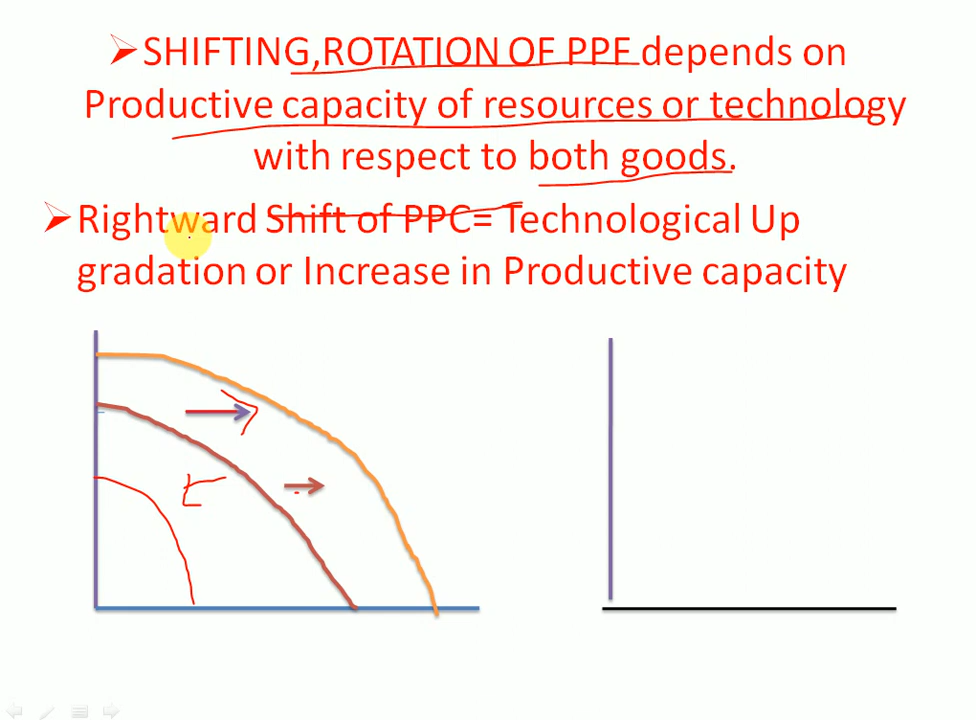 ➢SHIFTING,ROTATION OF PPF depends on
Productive capacity of resources or technology
with respect to both goods.
➢Rightward Shift of PPC= Technological Up
gradation or Increase in Productive capacity